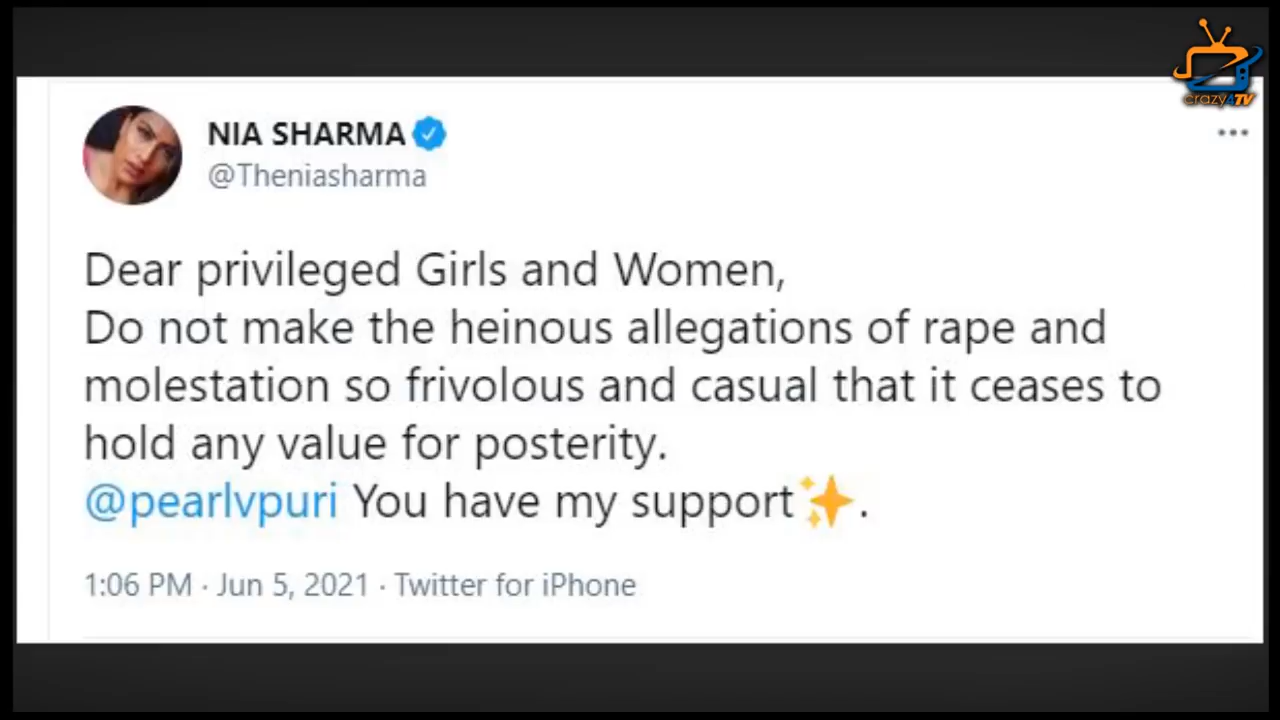 crazy4TV
NIA SHARMA
@Theniasharma
Dear privileged Girls and Women,
Do not make the heinous allegations of rape and
molestation so frivolous and casual that it ceases to
hold any value for posterity.
@pearlvpuri You have my support✨.
1:06 PM · Jun 5, 2021 · Twitter for iPhone